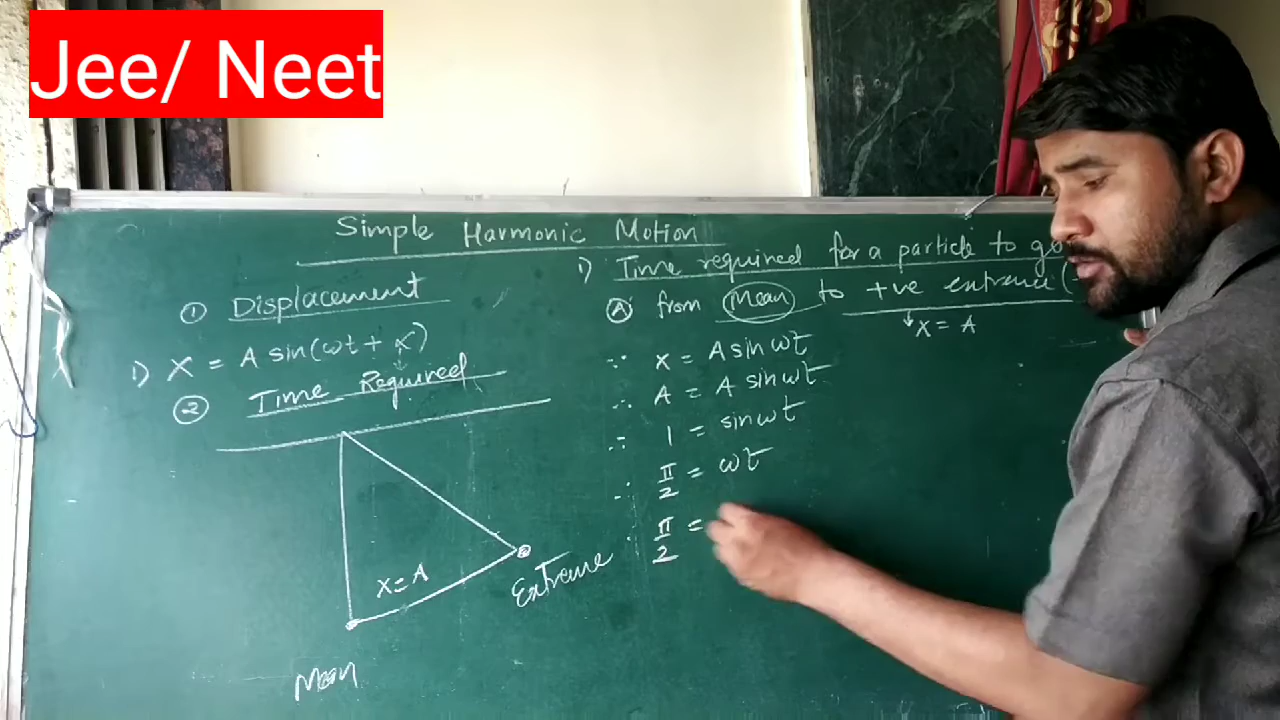 Jee/ Neet
Simple Harmonic Motion
① Displacement
1) X = A sin(ωt + α)
② Time Required
X = A
Extreme
Mean
1) Time required for a particle to go
Ⓐ from Mean to +ve extreme (
↓ X = A
∵ x = A sin ωt
∴ A = A sin ωt
∴ 1 = sin ωt
∴ π/2 = ωt
π/2 =